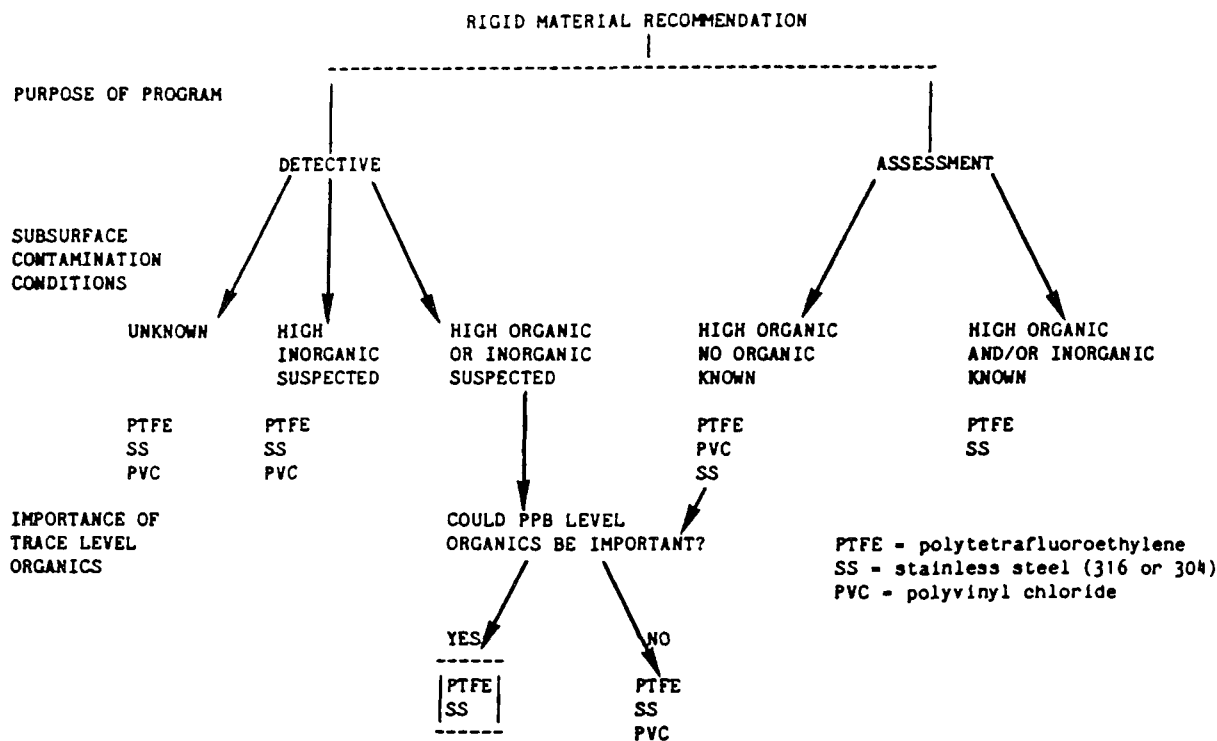 RIGID MATERIAL RECOMMENDATION
PURPOSE OF PROGRAM
DETECTIVE
ASSESSMENT
SUBSURFACE
CONTAMINATION
CONDITIONS
UNKNOWN
HIGH
INORGANIC
SUSPECTED
HIGH ORGANIC
OR INORGANIC
SUSPECTED
HIGH ORGANIC
NO ORGANIC
KNOWN
HIGH ORGANIC
AND/OR INORGANIC
KNOWN
PTFE
SS
PVC
PTFE
SS
PVC
PTFE
PVC
SS
PTFE
SS
IMPORTANCE OF
TRACE LEVEL
ORGANICS
COULD PPB LEVEL
ORGANICS BE IMPORTANT?
PTFE = polytetrafluoroethylene
SS = stainless steel (316 or 304)
PVC = polyvinyl chloride
YES
NO
PTFE
SS
PTFE
SS
PVC